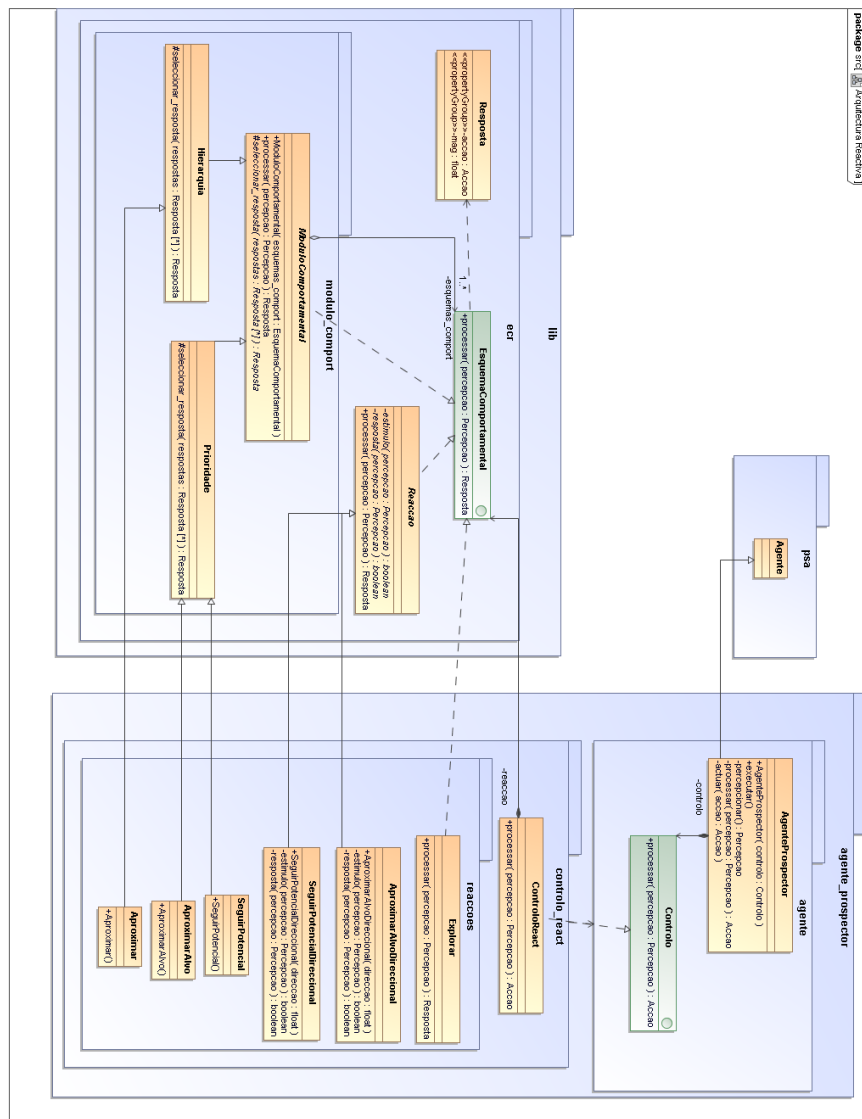 package src[ Arquitectura Reactiva ]
psa
Agente
lib
ecr
Resposta
<<propertyGroup>>-accao : Accao
<<propertyGroup>>-mag : float
EsquemaComportamental
+processar( percepcao : Percepcao ) : Resposta
1..*
-esquemas_comport
Reaccao
-estimulo( percepcao : Percepcao ) : boolean
-resposta( percepcao : Percepcao ) : boolean
+processar( percepcao : Percepcao ) : Resposta
modulo_comport
ModuloComportamental
+ModuloComportamental( esquemas_comport : EsquemaComportamental )
+processar( percepcao : Percepcao ) : Resposta
#seleccionar_resposta( respostas : Resposta [*] ) : Resposta
Hierarquia
#seleccionar_resposta( respostas : Resposta [*] ) : Resposta
Prioridade
#seleccionar_resposta( respostas : Resposta [*] ) : Resposta
agente_prospector
agente
AgenteProspector
+AgenteProspector( controlo : Controlo )
+executar()
-percepcionar() : Percepcao
-processar( percepcao : Percepcao ) : Accao
-actuar( accao : Accao )
-controlo
Controlo
+processar( percepcao : Percepcao ) : Accao
controlo_react
ControloReact
+processar( percepcao : Percepcao ) : Accao
-reaccao
reaccoes
Explorar
+processar( percepcao : Percepcao ) : Resposta
AproximarAlvoDireccional
+AproximarAlvoDireccional( direccao : float )
-estimulo( percepcao : Percepcao ) : boolean
-resposta( percepcao : Percepcao ) : boolean
SeguirPotencialDireccional
+SeguirPotencialDireccional( direccao : float )
-estimulo( percepcao : Percepcao ) : boolean
-resposta( percepcao : Percepcao ) : boolean
SeguirPotencial
+SeguirPotencial()
AproximarAlvo
+AproximarAlvo()
Aproximar
+Aproximar()